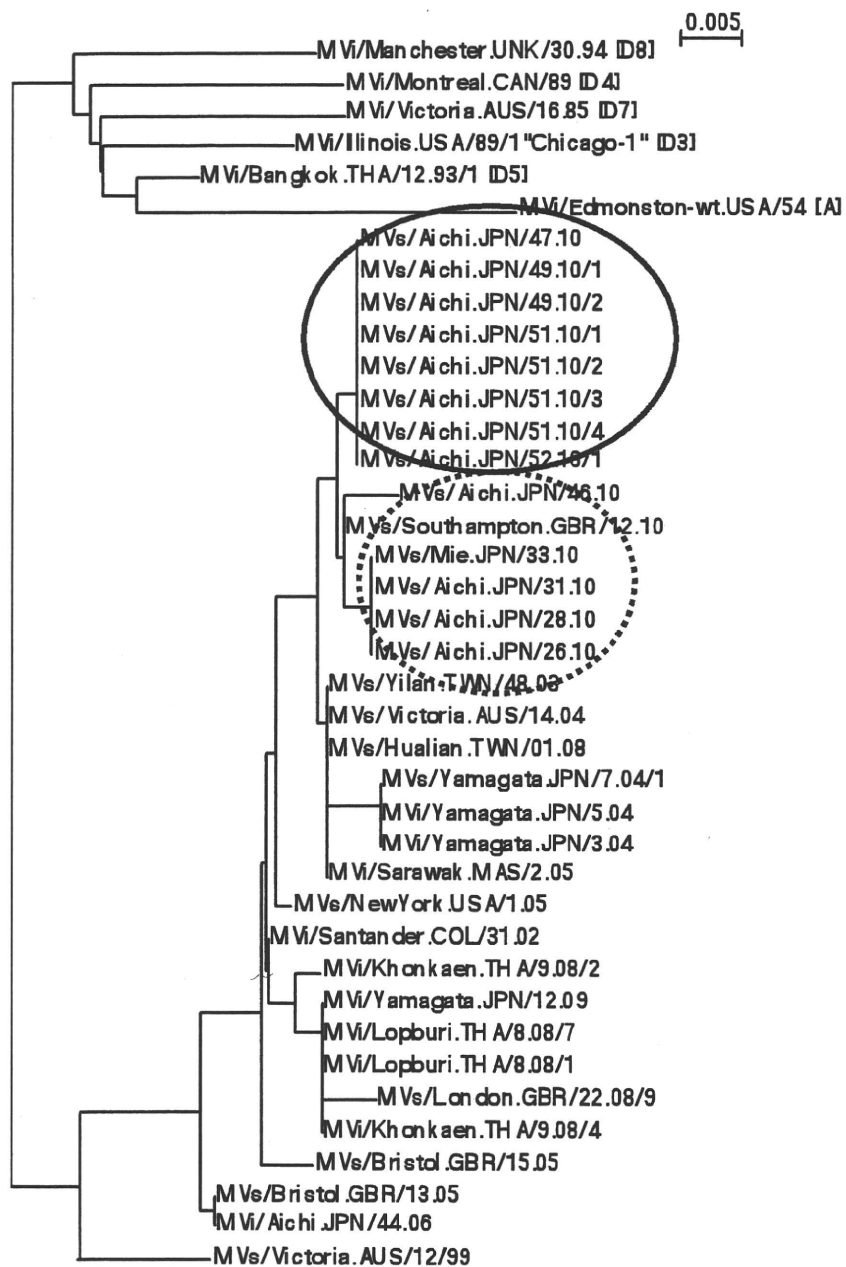 0.005
MVi/Manchester.UNK/30.94 [D8]
MVi/Montreal.CAN/89 [D4]
MVi/Victoria.AUS/16.85 [D7]
MVi/Illinois.USA/89/1"Chicago-1" [D3]
MVi/Bangkok.THA/12.93/1 [D5]
MVi/Edmonston-wt.USA/54 [A]
MVs/Aichi.JPN/47.10
MVs/Aichi.JPN/49.10/1
MVs/Aichi.JPN/49.10/2
MVs/Aichi.JPN/51.10/1
MVs/Aichi.JPN/51.10/2
MVs/Aichi.JPN/51.10/3
MVs/Aichi.JPN/51.10/4
MVs/Aichi.JPN/52.10/1
MVs/Aichi.JPN/46.10
MVs/Southampton.GBR/12.10
MVs/Mie.JPN/33.10
MVs/Aichi.JPN/31.10
MVs/Aichi.JPN/28.10
MVs/Aichi.JPN/26.10
MVs/Yilan.TWN/48.03
MVs/Victoria.AUS/14.04
MVs/Hualian.TWN/01.08
MVs/Yamagata.JPN/7.04/1
MVi/Yamagata.JPN/5.04
MVi/Yamagata.JPN/3.04
MVi/Sarawak.MAS/2.05
MVs/NewYork.USA/1.05
MVi/Santander.COL/31.02
MVi/Khonkaen.THA/9.08/2
MVi/Yamagata.JPN/12.09
MVi/Lopburi.THA/8.08/7
MVi/Lopburi.THA/8.08/1
MVs/London.GBR/22.08/9
MVi/Khonkaen.THA/9.08/4
MVs/Bristol.GBR/15.05
MVs/Bristol.GBR/13.05
MVi/Aichi.JPN/44.06
MVs/Victoria.AUS/12/99